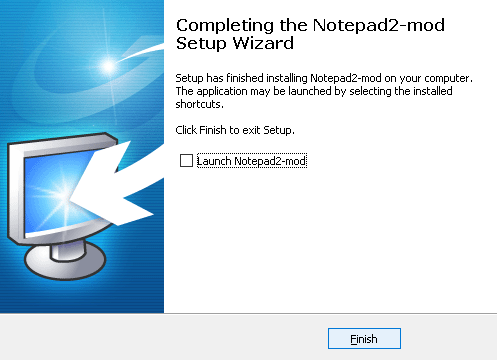 Completing the Notepad2-mod
Setup Wizard
Setup has finished installing Notepad2-mod on your computer.
The application may be launched by selecting the installed
shortcuts.
Click Finish to exit Setup.
Launch Notepad2-mod
Finish